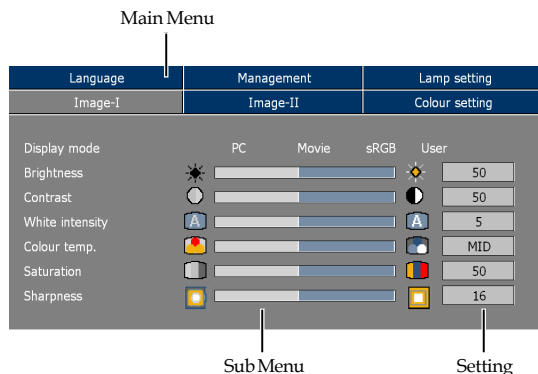 Main Menu
Language Management Lamp setting
Image-I Image-II Colour setting
Display mode PC Movie sRGB User
Brightness 50
Contrast 50
White intensity A A 5
Colour temp. MID
Saturation 50
Sharpness 16
Sub Menu Setting